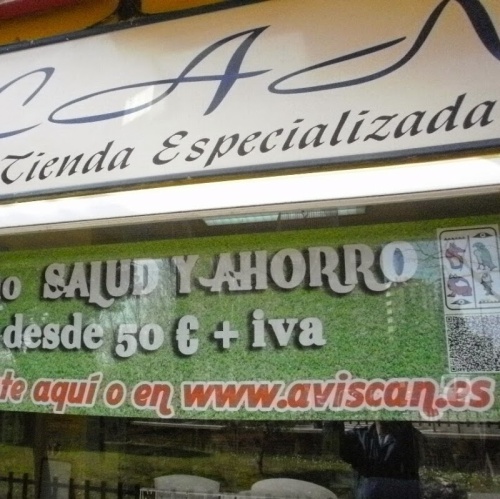 CAN
Tienda Especializada
SALUD Y AHORRO
desde 50 € + iva
te aquí o en www.aviscan.es